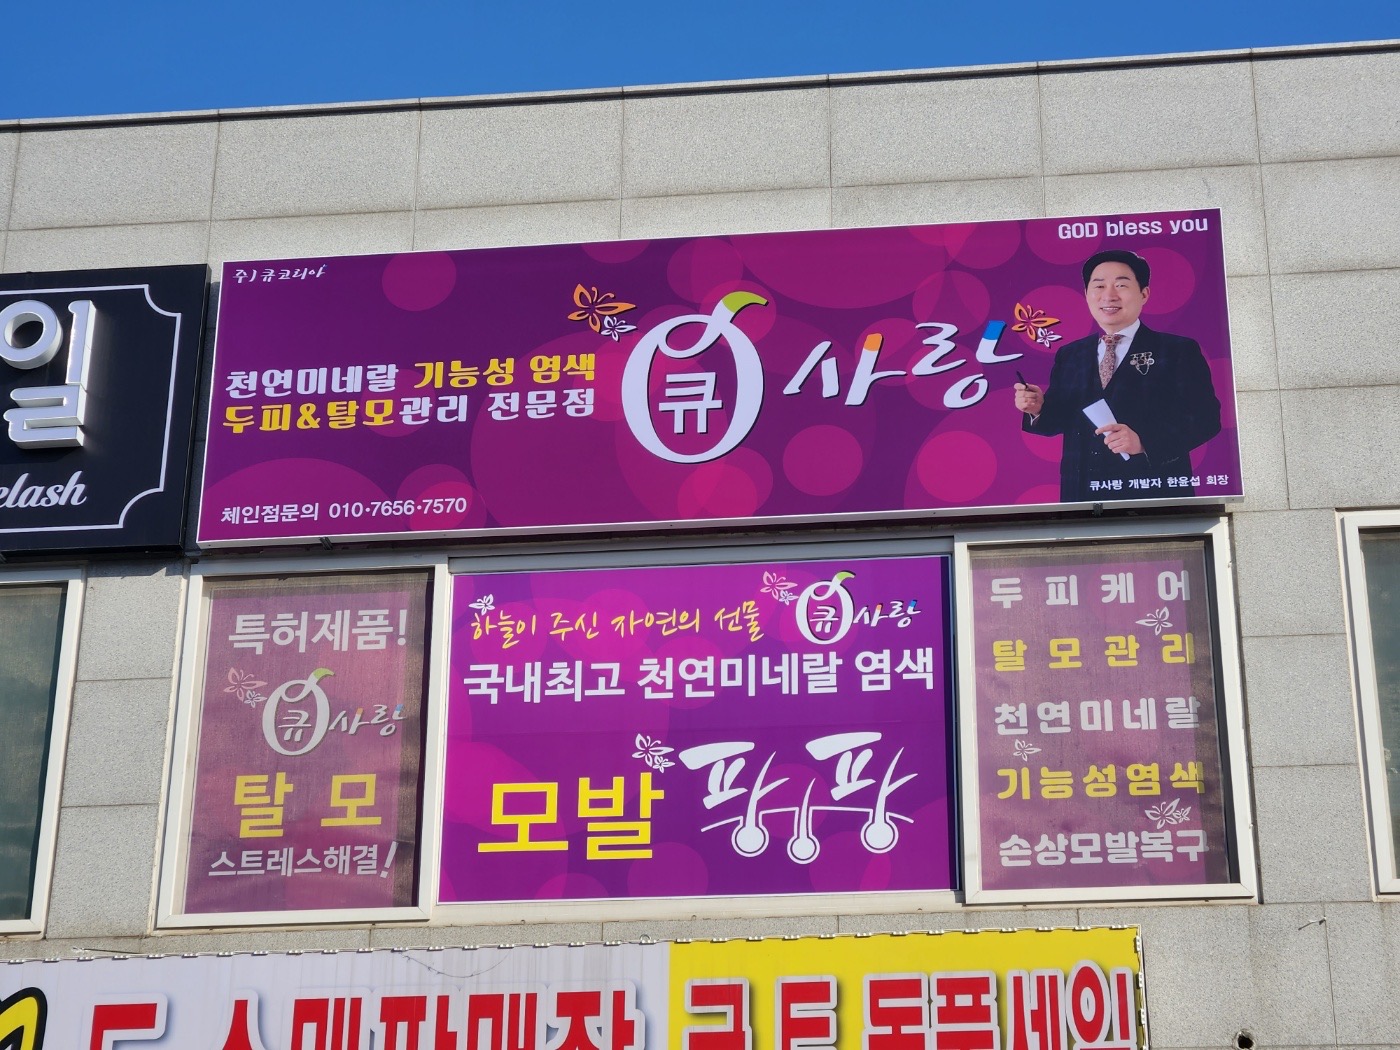 GOD bless you
주)큐코리아
천연미네랄 기능성 염색
두피&탈모관리 전문점
큐사랑
체인점문의 010·7656·7570
큐사랑 개발자 한윤섭 회장
일
elash
특허제품!
큐사랑
탈모
스트레스해결!
하늘이 주신 자연의 선물
큐사랑
국내최고 천연미네랄 염색
모발 팡팡
두피케어
탈모관리
천연미네랄
기능성염색
손상모발복구